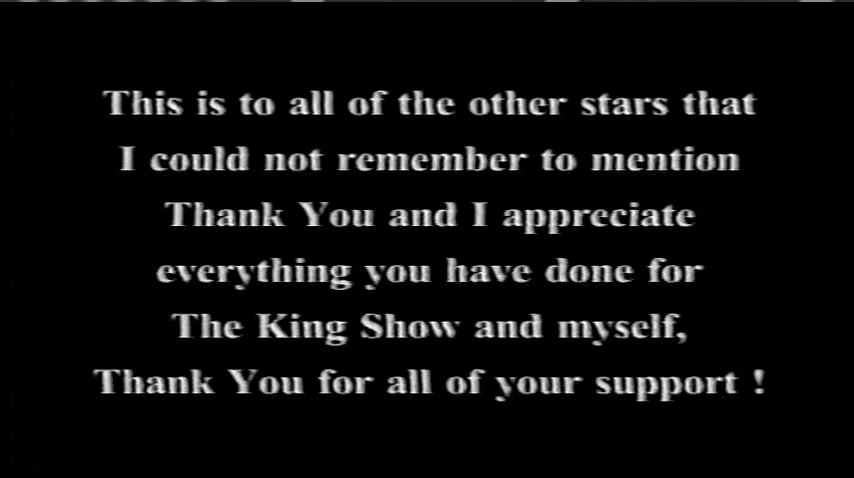 This is to all of the other stars that
I could not remember to mention
Thank You and I appreciate
everything you have done for
The King Show and myself,
Thank You for all of your support !